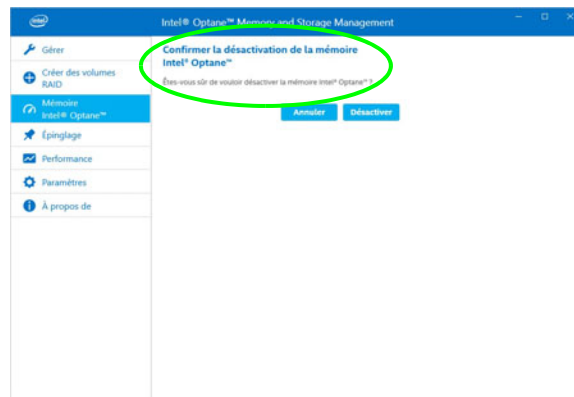 intel
Intel® Optane™ Memory and Storage Management
Gérer
Créer des volumes
RAID
Mémoire
Intel® Optane™
Épinglage
Performance
Paramètres
À propos de
Confirmer la désactivation de la mémoire
Intel® Optane™
Êtes-vous sûr de vouloir désactiver la mémoire Intel® Optane™ ?
Annuler
Désactiver